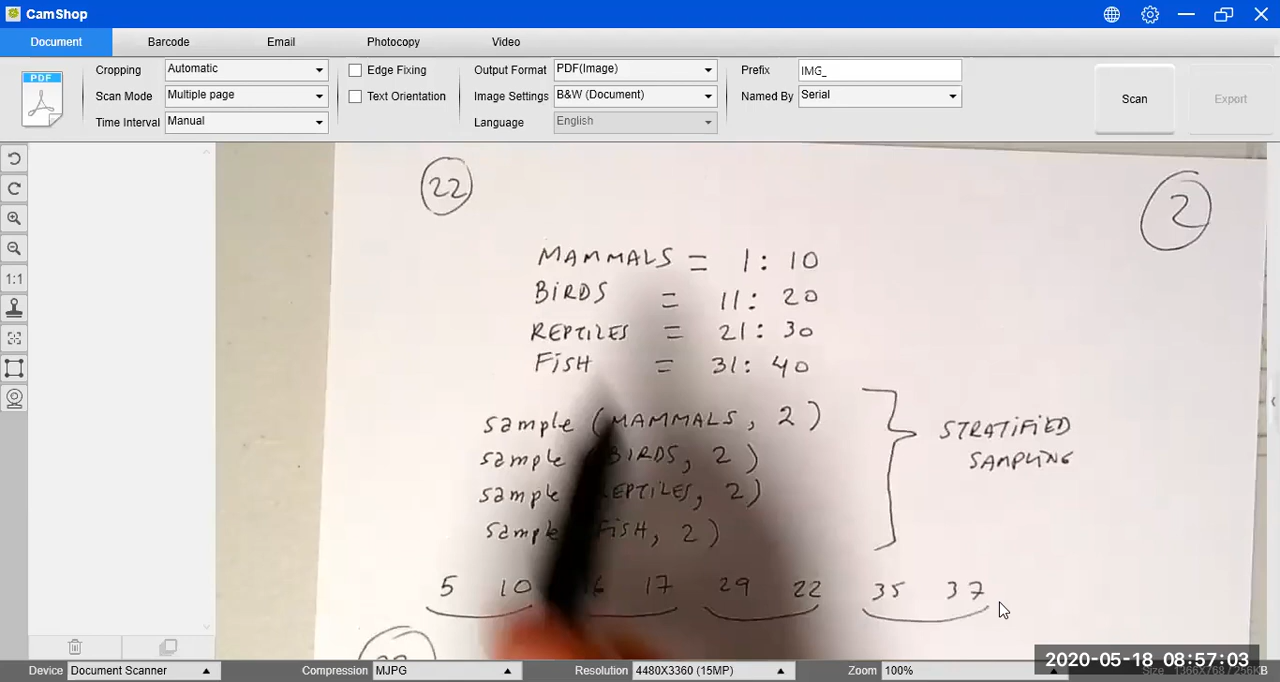 CamShop
Document Barcode Email Photocopy Video
PDF
Cropping Automatic
Scan Mode Multiple page
Time Interval Manual
Edge Fixing
Text Orientation
Output Format PDF(Image)
Image Settings B&W (Document)
Language English
Prefix IMG_
Named By Serial
Scan
Export
1:1
22
2
MAMMALS = 1: 10
BIRDS = 11: 20
REPTILES = 21: 30
FISH = 31: 40
sample (MAMMALS, 2)
sample BIRDS, 2)
sample REPTILES, 2)
sample FISH, 2)
STRATIFIED
SAMPLING
5 10 16 17 29 22 35 37
Device Document Scanner Compression MJPG Resolution 4480X3360 (15MP) Zoom 100%
2020-05-18 08:57:03